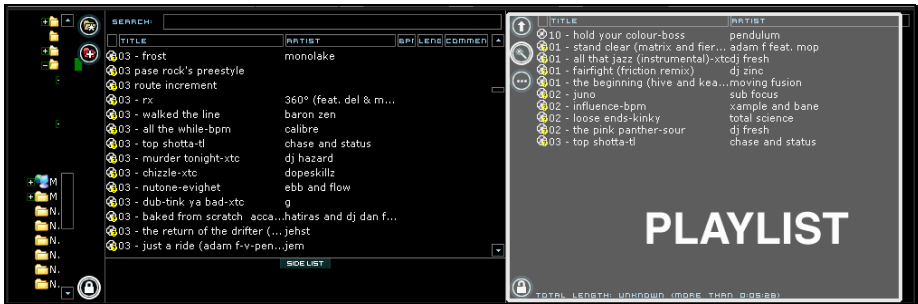 SEARCH:
TITLE ARTIST BPM LENG COMMEN
03 - frost monolake
03 pase rock's preestyle
03 route increment
03 - rx 360° (feat. del & m...
03 - walked the line baron zen
03 - all the while-bpm calibre
03 - top shotta-tl chase and status
03 - murder tonight-xtc dj hazard
03 - chizzle-xtc dopeskillz
03 - nutone-evighet ebb and flow
03 - dub-tink ya bad-xtc g
03 - baked from scratch acca...hatiras and dj dan f...
03 - the return of the drifter (...jehst
03 - just a ride (adam f-v-pen...jem
SIDE LIST
M
M
N.
N.
N.
N.
N.
N.
TITLE ARTIST
10 - hold your colour-boss pendulum
01 - stand clear (matrix and fier... adam f feat. mop
01 - all that jazz (instrumental)-xtcdj fresh
01 - fairfight (friction remix) dj zinc
01 - the beginning (hive and kea...moving fusion
02 - juno sub focus
02 - influence-bpm xample and bane
02 - loose ends-kinky total science
02 - the pink panther-sour dj fresh
03 - top shotta-tl chase and status
PLAYLIST
TOTAL LENGTH: UNKNOWN (MORE THAN 0:05:28)